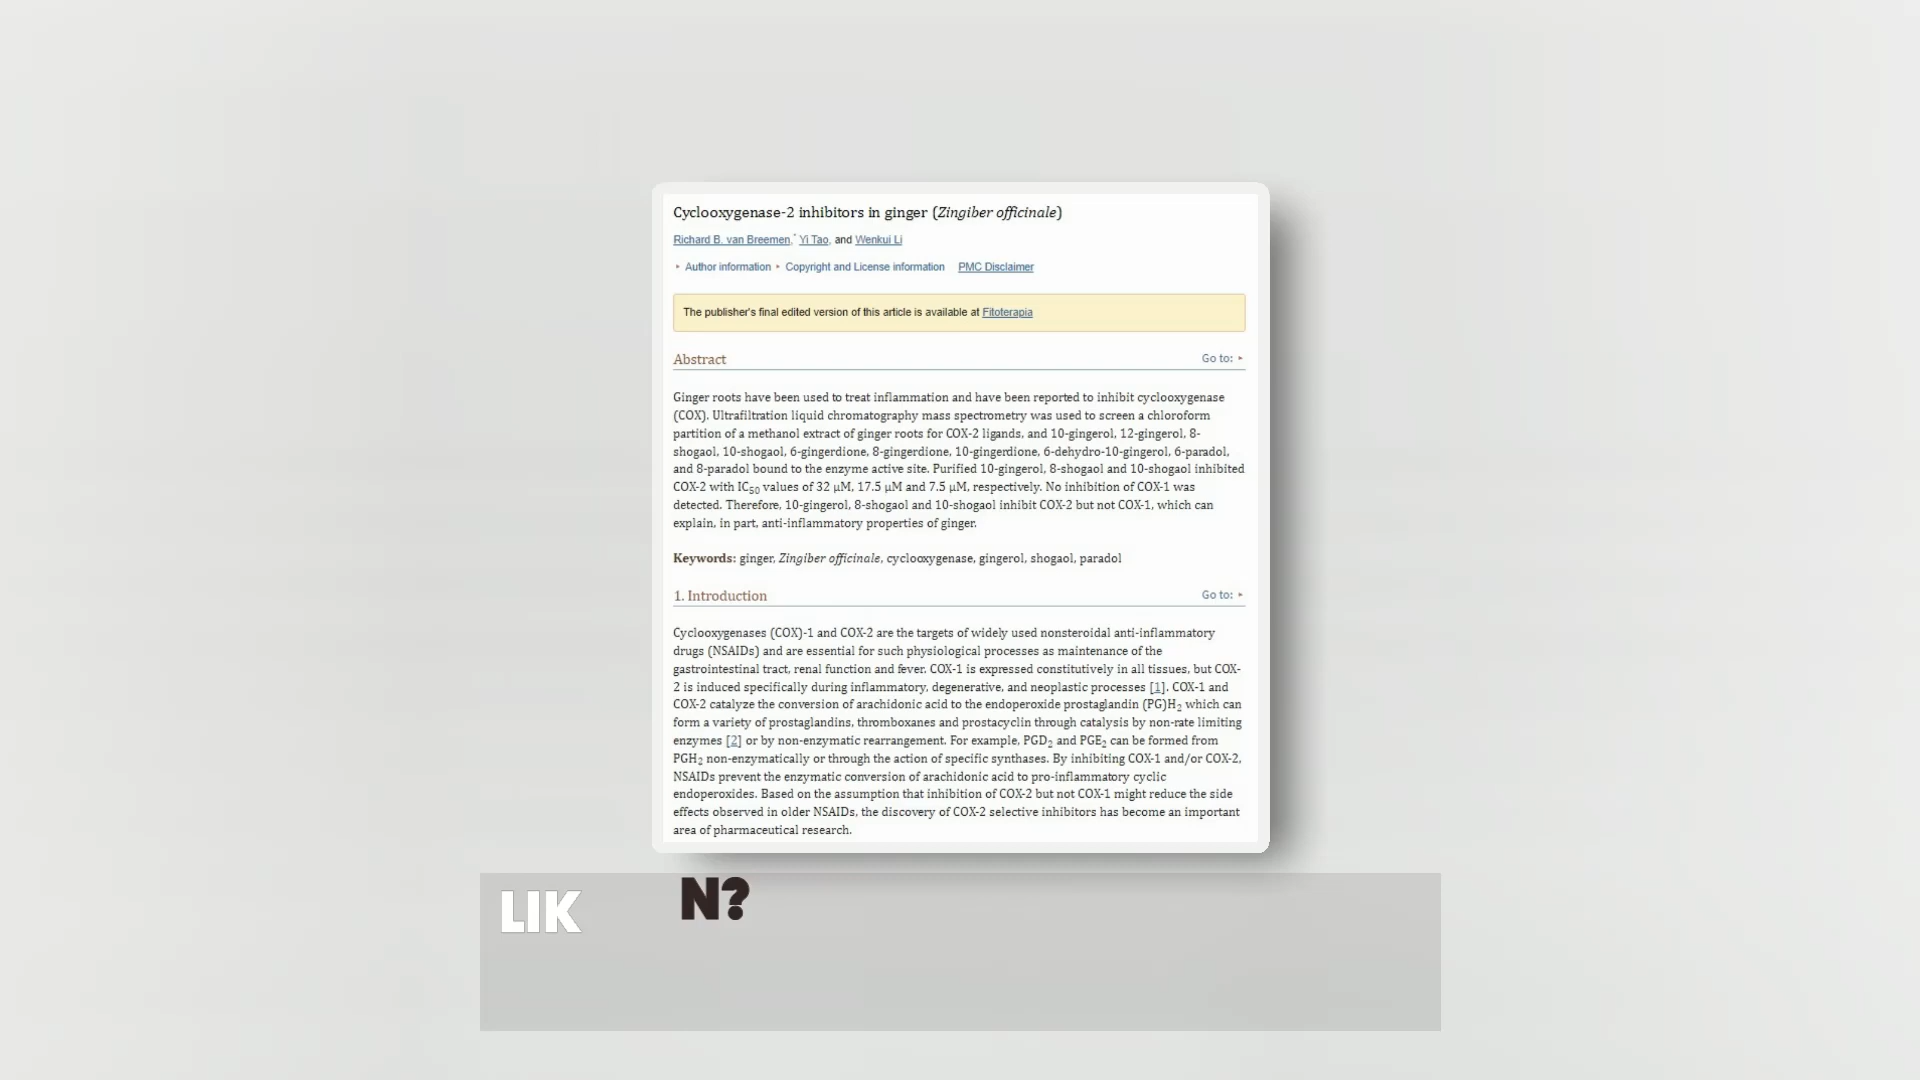 Cyclooxygenase-2 inhibitors in ginger (Zingiber officinale)
Richard B. van Breemen,* Yi Tao, and Wenkui Li
▸ Author information ▸ Copyright and License information PMC Disclaimer
The publisher's final edited version of this article is available at Fitoterapia
Abstract Go to: ▸
Ginger roots have been used to treat inflammation and have been reported to inhibit cyclooxygenase
(COX). Ultrafiltration liquid chromatography mass spectrometry was used to screen a chloroform
partition of a methanol extract of ginger roots for COX-2 ligands, and 10-gingerol, 12-gingerol, 8-
shogaol, 10-shogaol, 6-gingerdione, 8-gingerdione, 10-gingerdione, 6-dehydro-10-gingerol, 6-paradol,
and 8-paradol bound to the enzyme active site. Purified 10-gingerol, 8-shogaol and 10-shogaol inhibited
COX-2 with IC50 values of 32 μM, 17.5 μM and 7.5 μM, respectively. No inhibition of COX-1 was
detected. Therefore, 10-gingerol, 8-shogaol and 10-shogaol inhibit COX-2 but not COX-1, which can
explain, in part, anti-inflammatory properties of ginger.
Keywords: ginger, Zingiber officinale, cyclooxygenase, gingerol, shogaol, paradol
1. Introduction Go to: ▸
Cyclooxygenases (COX)-1 and COX-2 are the targets of widely used nonsteroidal anti-inflammatory
drugs (NSAIDs) and are essential for such physiological processes as maintenance of the
gastrointestinal tract, renal function and fever. COX-1 is expressed constitutively in all tissues, but COX-
2 is induced specifically during inflammatory, degenerative, and neoplastic processes [1]. COX-1 and
COX-2 catalyze the conversion of arachidonic acid to the endoperoxide prostaglandin (PG)H2 which can
form a variety of prostaglandins, thromboxanes and prostacyclin through catalysis by non-rate limiting
enzymes [2] or by non-enzymatic rearrangement. For example, PGD2 and PGE2 can be formed from
PGH2 non-enzymatically or through the action of specific synthases. By inhibiting COX-1 and/or COX-2,
NSAIDs prevent the enzymatic conversion of arachidonic acid to pro-inflammatory cyclic
endoperoxides. Based on the assumption that inhibition of COX-2 but not COX-1 might reduce the side
effects observed in older NSAIDs, the discovery of COX-2 selective inhibitors has become an important
area of pharmaceutical research.
LIK N?